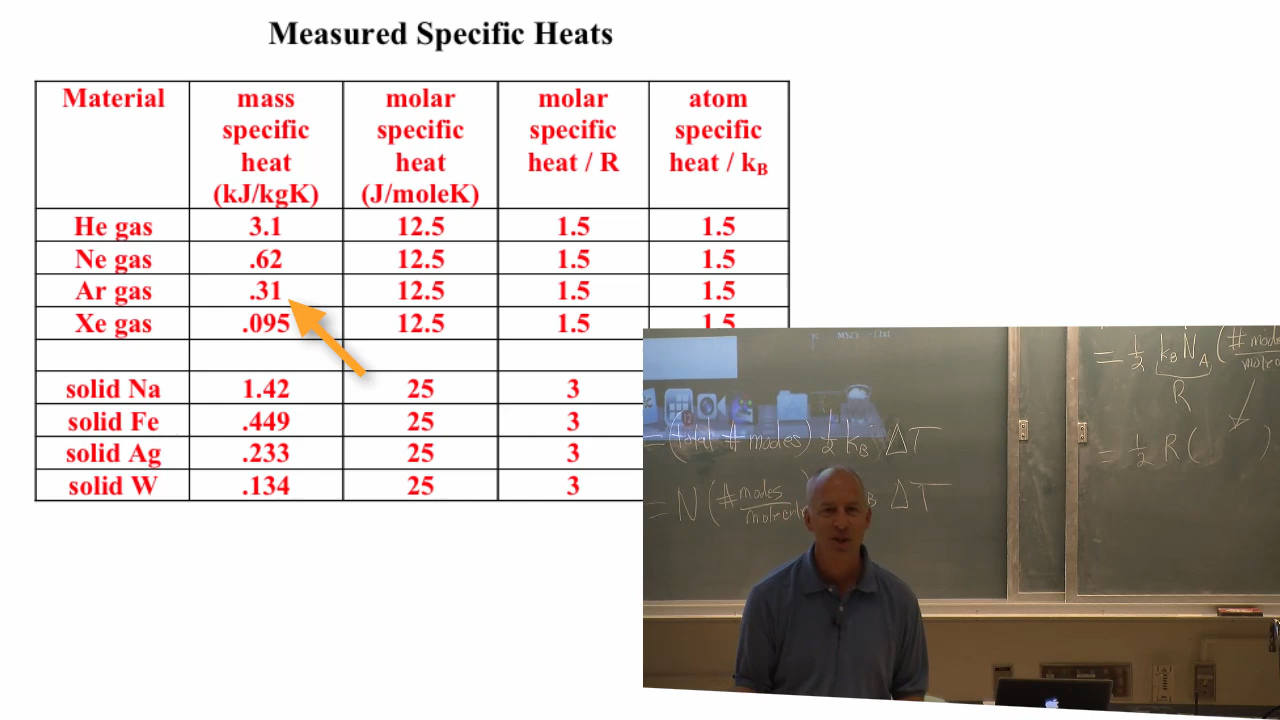 Measured Specific Heats
Material mass specific heat (kJ/kgK) molar specific heat (J/moleK) molar specific heat / R atom specific heat / kB
He gas 3.1 12.5 1.5 1.5
Ne gas .62 12.5 1.5 1.5
Ar gas .31 12.5 1.5 1.5
Xe gas .095 12.5 1.5 1.5
solid Na 1.42 25 3
solid Fe .449 25 3
solid Ag .233 25 3
solid W .134 25 3
= (total # modes) 1/2 kB ΔT
= N (# modes/ ΔT
= 1/2 kB NA (
R
= 1/2 R ( )